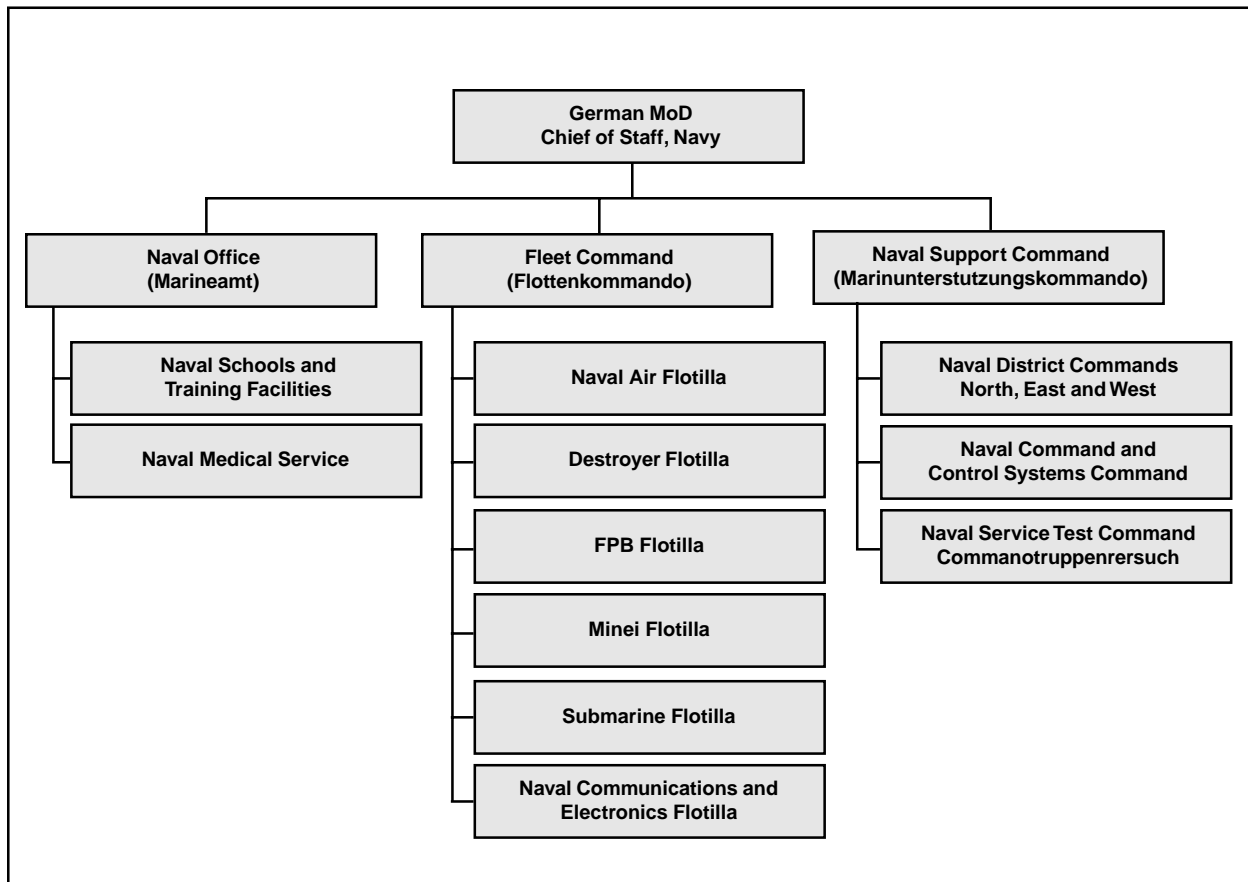 German MoD
Chief of Staff, Navy
Naval Office
(Marineamt)
Fleet Command
(Flottenkommando)
Naval Support Command
(Marinunterstutzungskommando)
Naval Schools and
Training Facilities
Naval Medical Service
Naval Air Flotilla
Destroyer Flotilla
FPB Flotilla
Minei Flotilla
Submarine Flotilla
Naval Communications and
Electronics Flotilla
Naval District Commands
North, East and West
Naval Command and
Control Systems Command
Naval Service Test Command
Commanotruppenrersuch